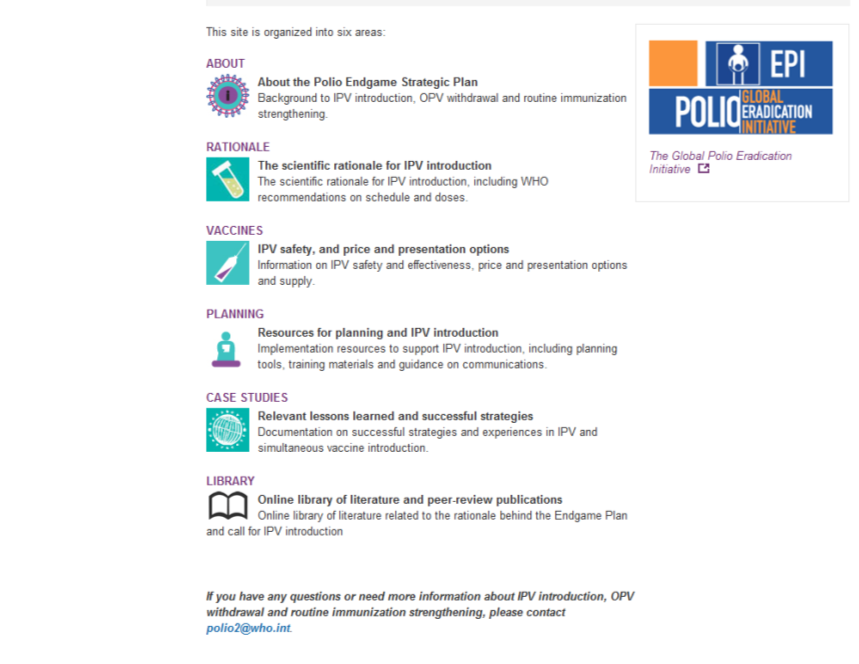 This site is organized into six areas:
ABOUT
About the Polio Endgame Strategic Plan
Background to IPV introduction, OPV withdrawal and routine immunization
strengthening.
RATIONALE
The scientific rationale for IPV introduction
The scientific rationale for IPV introduction, including WHO
recommendations on schedule and doses.
VACCINES
IPV safety, and price and presentation options
Information on IPV safety and effectiveness, price and presentation options
and supply.
PLANNING
Resources for planning and IPV introduction
Implementation resources to support IPV introduction, including planning
tools, training materials and guidance on communications.
CASE STUDIES
Relevant lessons learned and successful strategies
Documentation on successful strategies and experiences in IPV and
simultaneous vaccine introduction.
LIBRARY
Online library of literature and peer-review publications
Online library of literature related to the rationale behind the Endgame Plan
and call for IPV introduction
If you have any questions or need more information about IPV introduction, OPV
withdrawal and routine immunization strengthening, please contact
polio2@who.int.
EPI
POLIO GLOBAL
ERADICATION
INITIATIVE
The Global Polio Eradication
Initiative